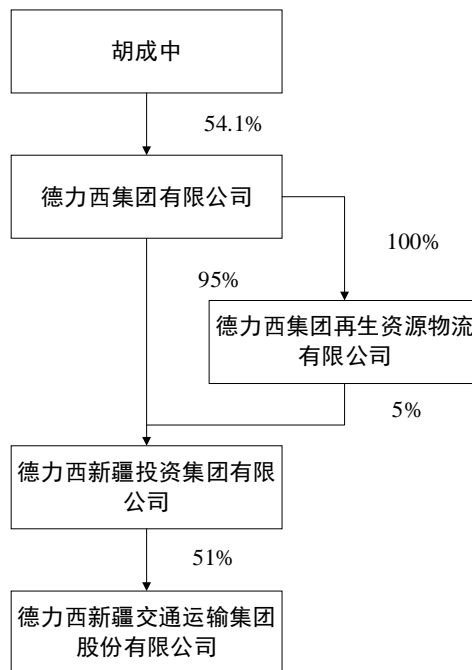 胡成中
54.1%
德力西集团有限公司
100%
95%
德力西集团再生资源物流
有限公司
5%
德力西新疆投资集团有限
公司
51%
德力西新疆交通运输集团
股份有限公司